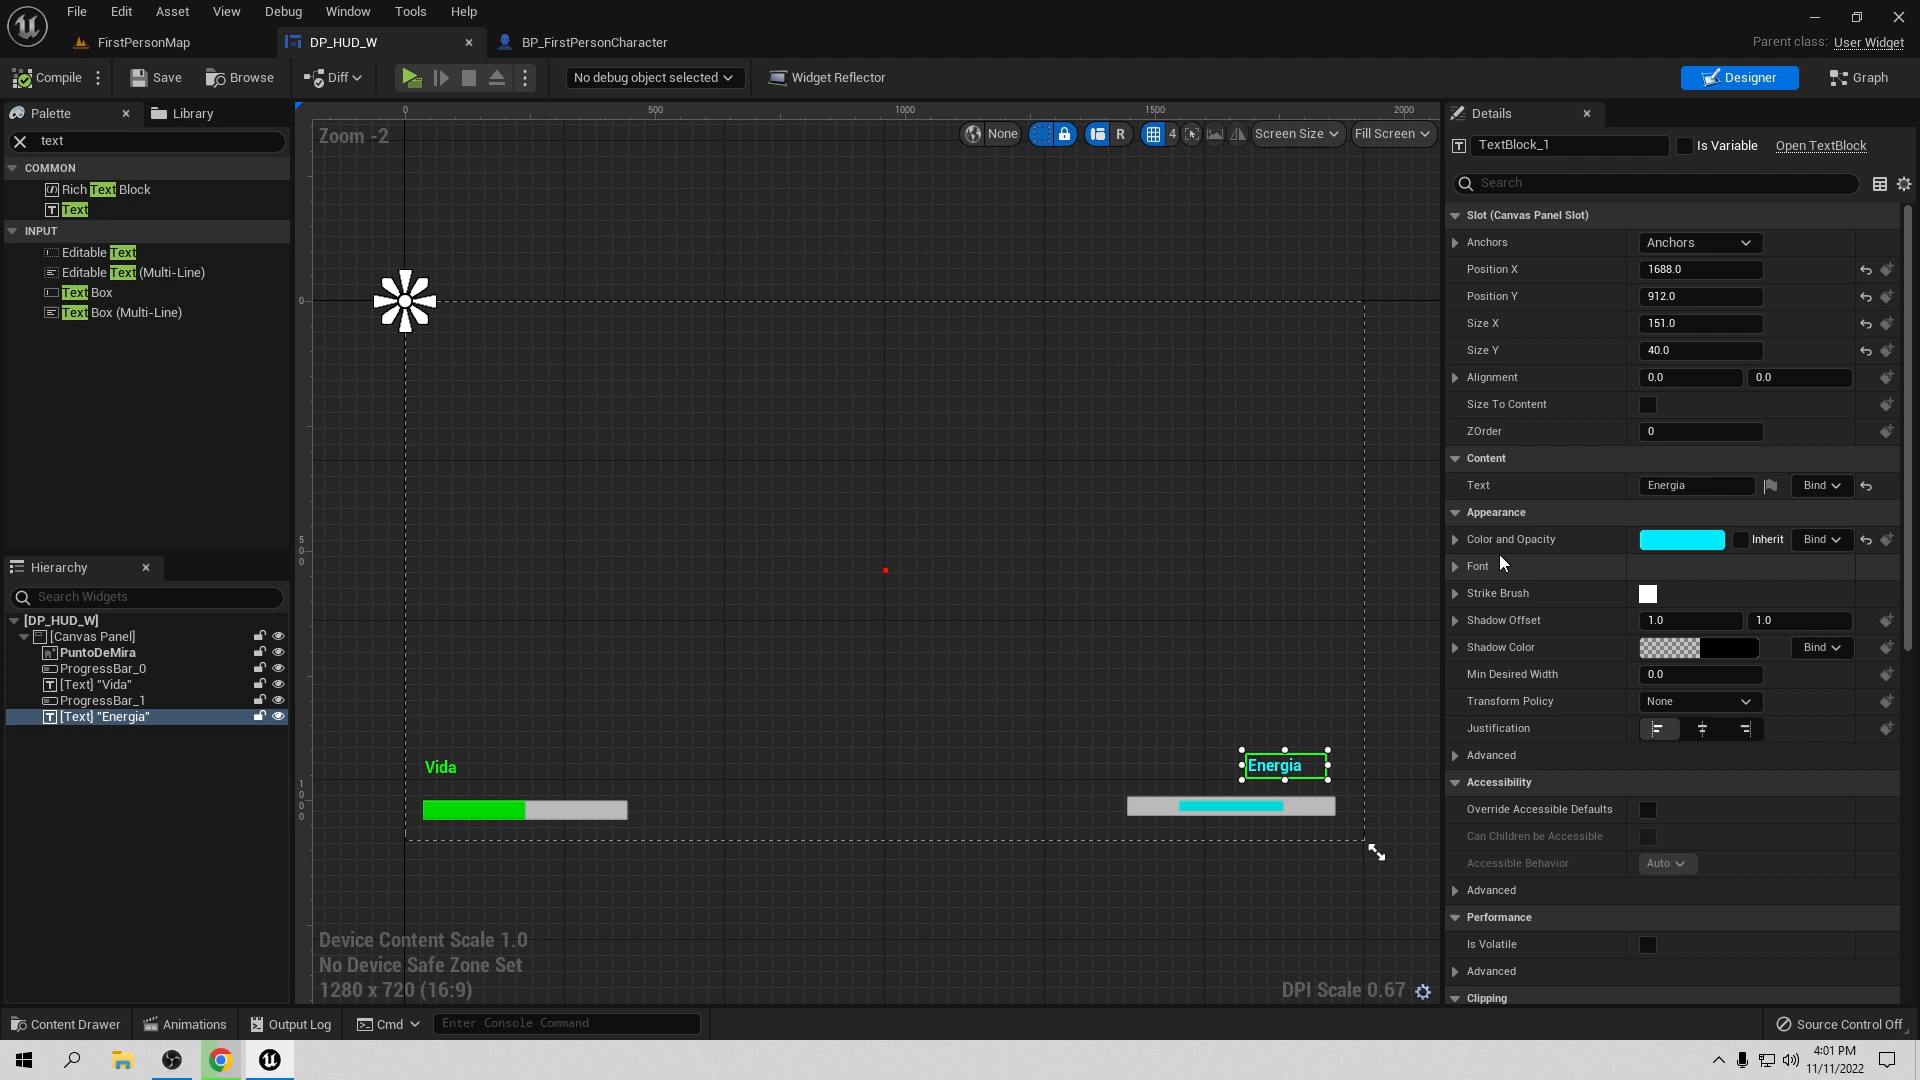 File Edit Asset View Debug Window Tools Help
FirstPersonMap DP_HUD_W BP_FirstPersonCharacter
Parent class: User Widget
Compile Save Browse Diff No debug object selected Widget Reflector Designer Graph
Palette Library
text
COMMON
Rich Text Block
Text
INPUT
Editable Text
Editable Text (Multi-Line)
Text Box
Text Box (Multi-Line)
Hierarchy
Search Widgets
[DP_HUD_W]
[Canvas Panel]
PuntoDeMira
ProgressBar_0
[Text] "Vida"
ProgressBar_1
[Text] "Energia"
0 500 1000 1500 2000
Zoom -2
None R 4 Screen Size Fill Screen
0
500
1000
Vida
Energia
Device Content Scale 1.0
No Device Safe Zone Set
1280 x 720 (16:9)
DPI Scale 0.67
Details
TextBlock_1 Is Variable Open TextBlock
Search
Slot (Canvas Panel Slot)
Anchors Anchors
Position X 1688.0
Position Y 912.0
Size X 151.0
Size Y 40.0
Alignment 0.0 0.0
Size To Content
ZOrder 0
Content
Text Energia Bind
Appearance
Color and Opacity Inherit Bind
Font
Strike Brush
Shadow Offset 1.0 1.0
Shadow Color Bind
Min Desired Width 0.0
Transform Policy None
Justification
Advanced
Accessibility
Override Accessible Defaults
Can Children be Accessible
Accessible Behavior Auto
Advanced
Performance
Is Volatile
Advanced
Clipping
Content Drawer Animations Output Log Cmd Enter Console Command Source Control Off
4:01 PM
11/11/2022